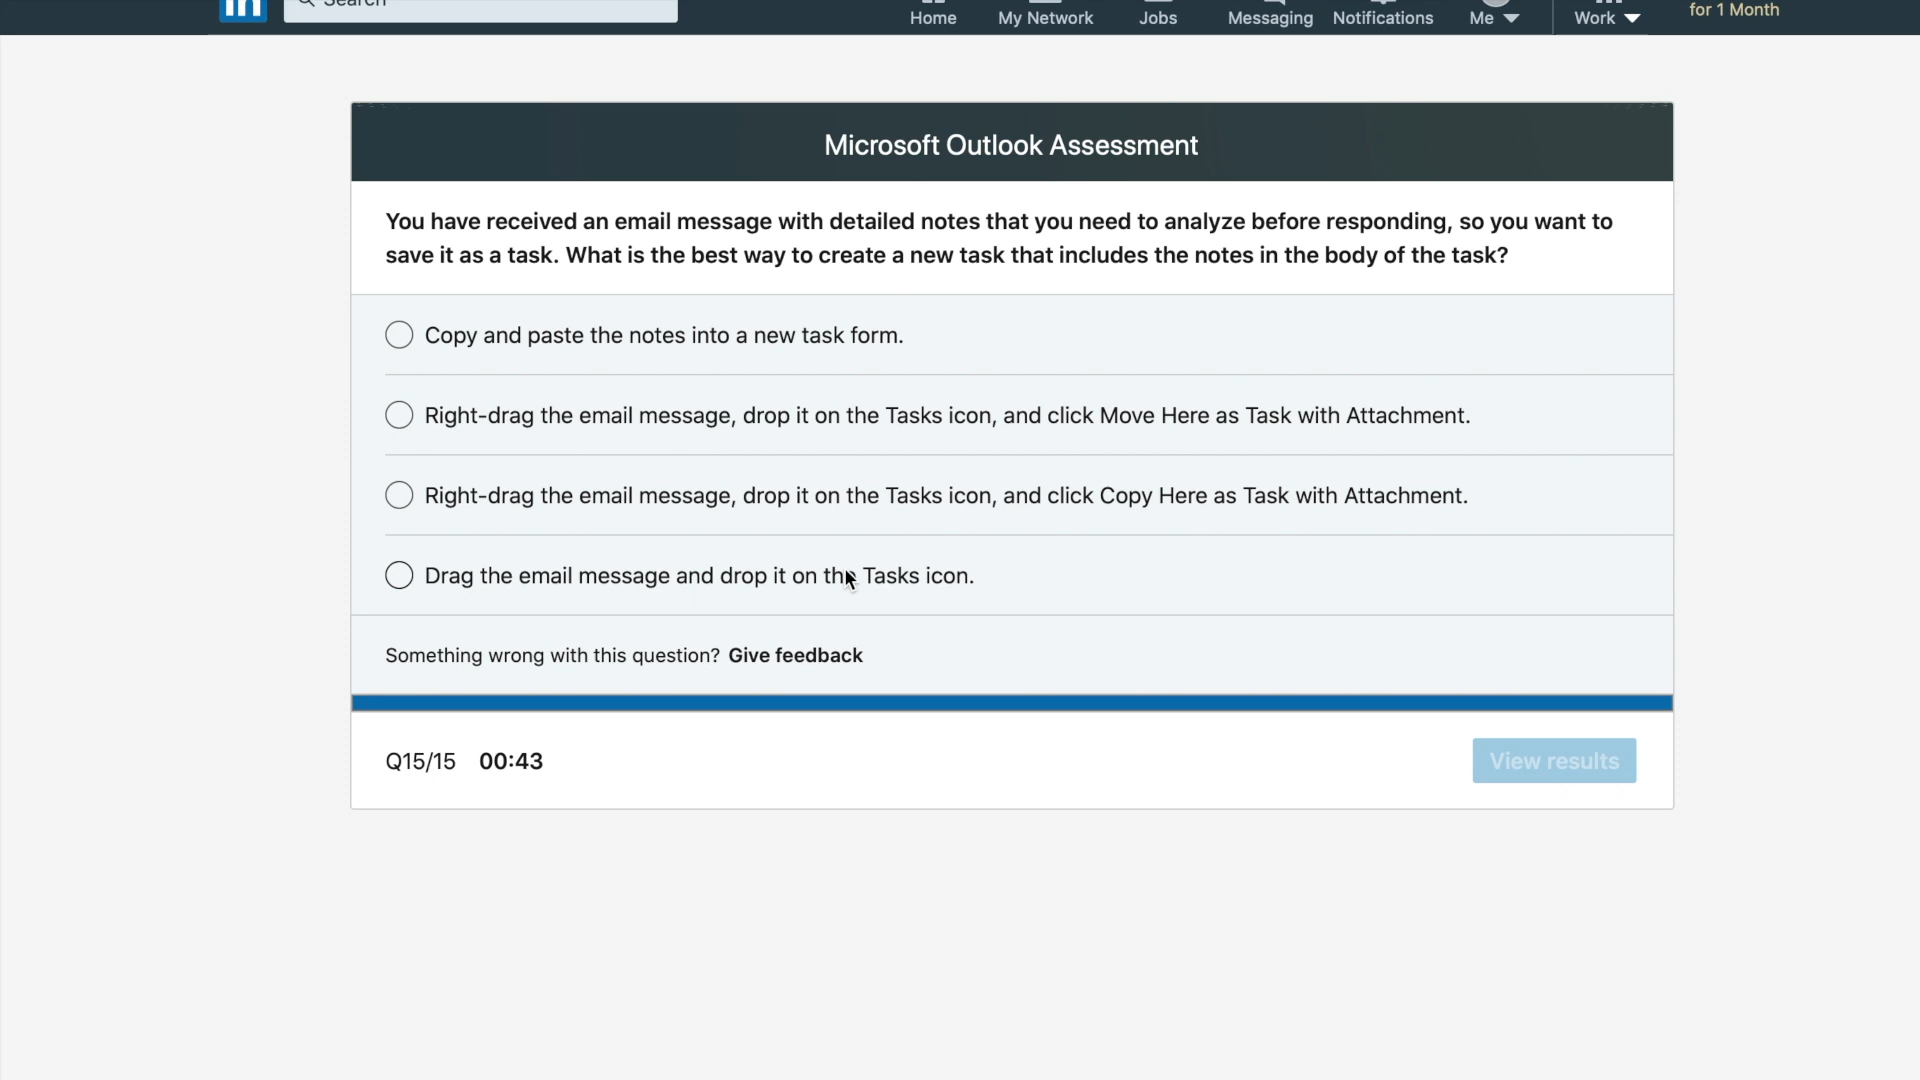 in Search
Home My Network Jobs Messaging Notifications Me Work for 1 Month
Microsoft Outlook Assessment
You have received an email message with detailed notes that you need to analyze before responding, so you want to
save it as a task. What is the best way to create a new task that includes the notes in the body of the task?
Copy and paste the notes into a new task form.
Right-drag the email message, drop it on the Tasks icon, and click Move Here as Task with Attachment.
Right-drag the email message, drop it on the Tasks icon, and click Copy Here as Task with Attachment.
Drag the email message and drop it on the Tasks icon.
Something wrong with this question? Give feedback
Q15/15 00:43 View results